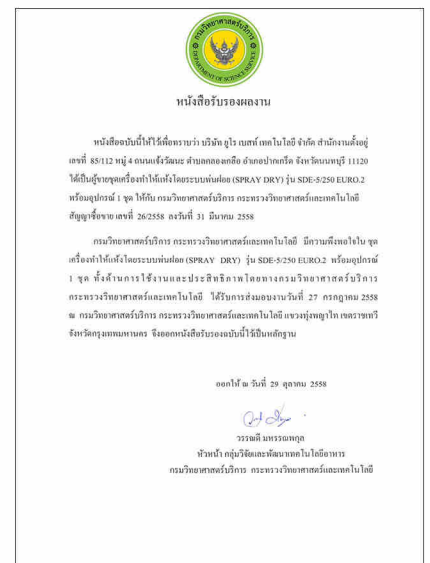 กรมวิทยาศาสตร์บริการ
DEPARTMENT OF SCIENCE SERVICE
หนังสือรับรองผลงาน
หนังสือฉบับนี้ให้ไว้เพื่อทราบว่า บริษัท ยูโร เบสท์ เทคโนโลยี จำกัด สำนักงานตั้งอยู่
เลขที่ 85/112 หมู่ 4 ถนนแจ้งวัฒนะ ตำบลคลองเกลือ อำเภอปากเกร็ด จังหวัดนนทบุรี 11120
ได้เป็นผู้ขายชุดเครื่องทำให้แห้งโดยระบบพ่นฝอย (SPRAY DRY) รุ่น SDE-5/250 EURO.2
พร้อมอุปกรณ์ 1 ชุด ให้กับ กรมวิทยาศาสตร์บริการ กระทรวงวิทยาศาสตร์และเทคโนโลยี
สัญญาซื้อขาย เลขที่ 26/2558 ลงวันที่ 31 มีนาคม 2558
กรมวิทยาศาสตร์บริการ กระทรวงวิทยาศาสตร์และเทคโนโลยี มีความพึงพอใจใน ชุด
เครื่องทำให้แห้งโดยระบบพ่นฝอย (SPRAY DRY) รุ่น SDE-5/250 EURO.2 พร้อมอุปกรณ์
1 ชุด ทั้งด้านการใช้งานและประสิทธิภาพโดยทางกรมวิทยาศาสตร์บริการ
กระทรวงวิทยาศาสตร์และเทคโนโลยี ได้รับการส่งมอบงานวันที่ 27 กรกฎาคม 2558
ณ กรมวิทยาศาสตร์บริการ กระทรวงวิทยาศาสตร์และเทคโนโลยี แขวงทุ่งพญาไท เขตราชเทวี
จังหวัดกรุงเทพมหานคร จึงออกหนังสือรับรองฉบับนี้ไว้เป็นหลักฐาน
ออกให้ ณ วันที่ 29 ตุลาคม 2558
วรรณดี มหรรณพกุล
หัวหน้า กลุ่มวิจัยและพัฒนาเทคโนโลยีอาหาร
กรมวิทยาศาสตร์บริการ กระทรวงวิทยาศาสตร์และเทคโนโลยี